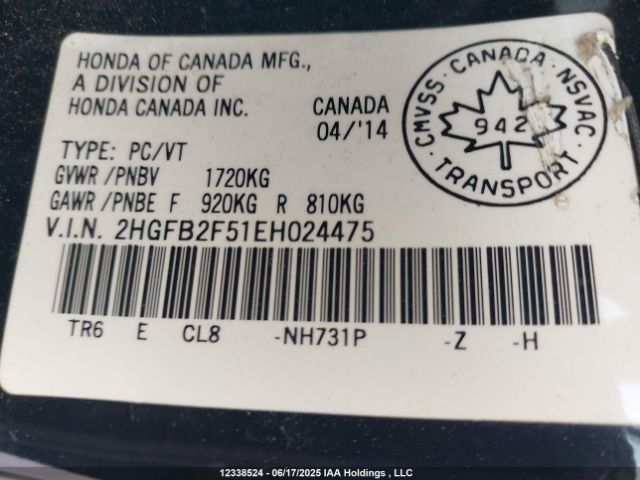 HONDA OF CANADA MFG.,
A DIVISION OF
HONDA CANADA INC.
CANADA
04/'14
TYPE: PC/VT
GVWR /PNBV 1720KG
GAWR /PNBE F 920KG R 810KG
V.I.N. 2HGFB2F51EH024475
TR6 E CL8 -NH731P -Z -H
CMVSS · CANADA · NSVAC ·
942
TRANSPORT
12338524 - 06/17/2025 IAA Holdings , LLC